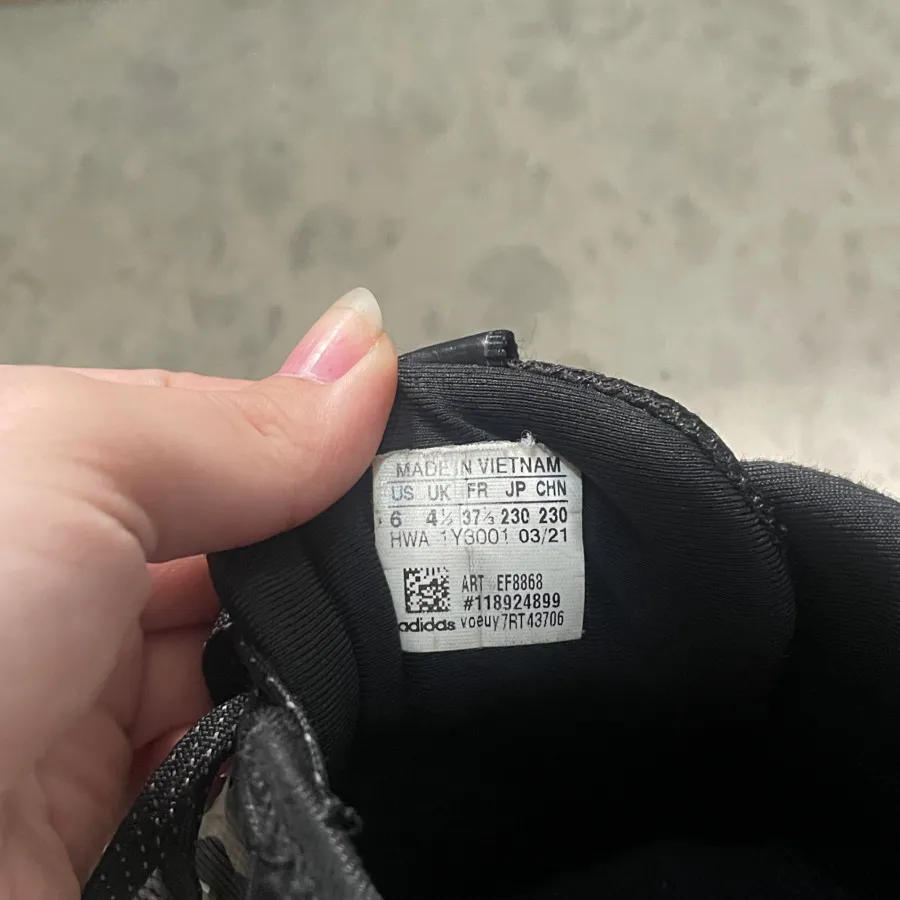 MADE IN VIETNAM
US UK FR JP CHN
6 4½ 37⅓ 230 230
HWA 1Y3001 03/21
ART EF8868
#118924899
adidas voeuy7RT43706